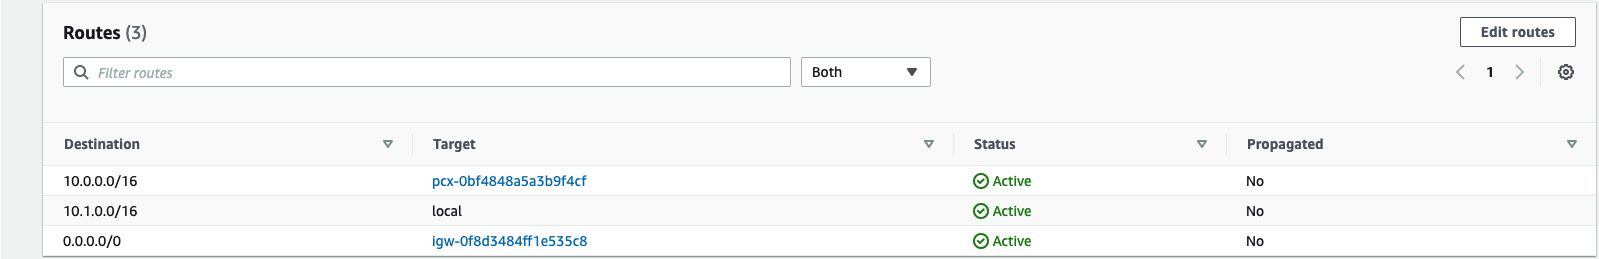 Routes (3)
Edit routes
Filter routes
Both
1
Destination Target Status Propagated
10.0.0.0/16 pcx-0bf4848a5a3b9f4cf Active No
10.1.0.0/16 local Active No
0.0.0.0/0 igw-0f8d3484ff1e535c8 Active No